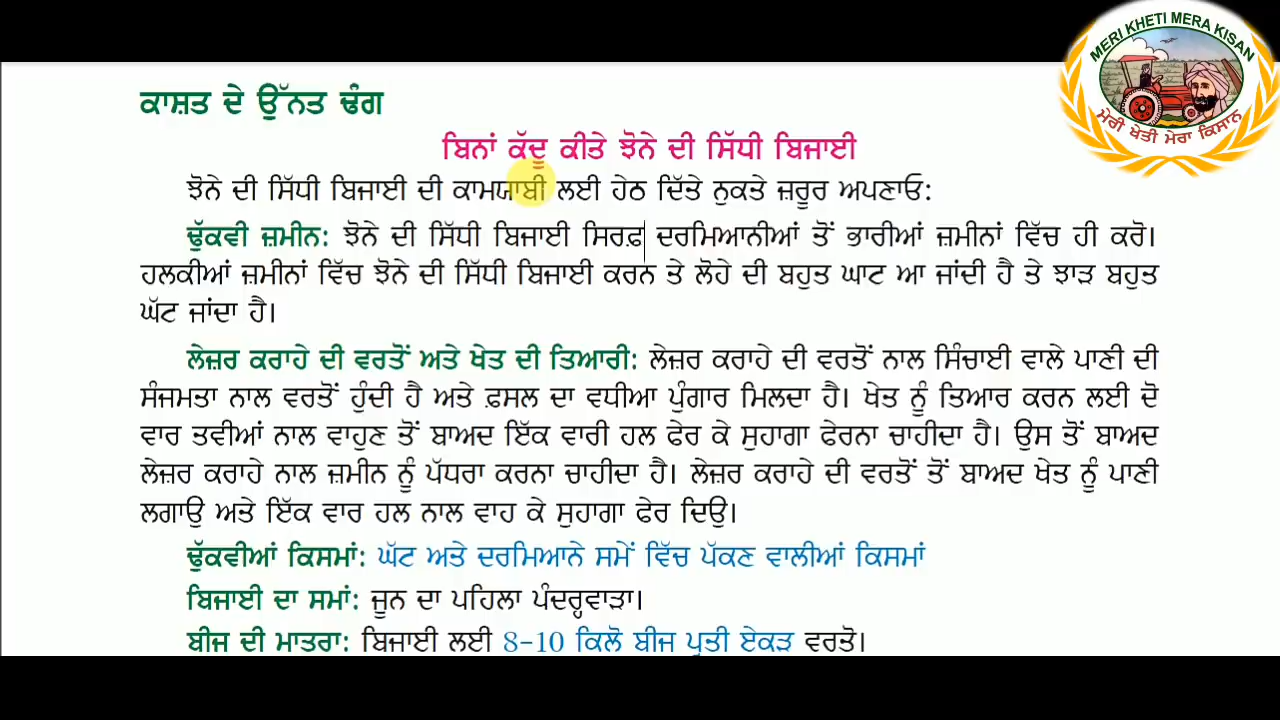 MERI KHETI MERA KISAN
ਮੇਰੀ ਖੇਤੀ ਮੇਰਾ ਕਿਸਾਨ
ਕਾਸ਼ਤ ਦੇ ਉੱਨਤ ਢੰਗ
ਬਿਨਾਂ ਕੱਦੂ ਕੀਤੇ ਝੋਨੇ ਦੀ ਸਿੱਧੀ ਬਿਜਾਈ
ਝੋਨੇ ਦੀ ਸਿੱਧੀ ਬਿਜਾਈ ਦੀ ਕਾਮਯਾਬੀ ਲਈ ਹੇਠ ਦਿੱਤੇ ਨੁਕਤੇ ਜ਼ਰੂਰ ਅਪਣਾਓ:
ਢੁੱਕਵੀ ਜ਼ਮੀਨ: ਝੋਨੇ ਦੀ ਸਿੱਧੀ ਬਿਜਾਈ ਸਿਰਫ਼ ਦਰਮਿਆਨੀਆਂ ਤੋਂ ਭਾਰੀਆਂ ਜ਼ਮੀਨਾਂ ਵਿੱਚ ਹੀ ਕਰੋ।
ਹਲਕੀਆਂ ਜ਼ਮੀਨਾਂ ਵਿੱਚ ਝੋਨੇ ਦੀ ਸਿੱਧੀ ਬਿਜਾਈ ਕਰਨ ਤੇ ਲੋਹੇ ਦੀ ਬਹੁਤ ਘਾਟ ਆ ਜਾਂਦੀ ਹੈ ਤੇ ਝਾੜ ਬਹੁਤ
ਘੱਟ ਜਾਂਦਾ ਹੈ।
ਲੇਜ਼ਰ ਕਰਾਹੇ ਦੀ ਵਰਤੋਂ ਅਤੇ ਖੇਤ ਦੀ ਤਿਆਰੀ: ਲੇਜ਼ਰ ਕਰਾਹੇ ਦੀ ਵਰਤੋਂ ਨਾਲ ਸਿੰਚਾਈ ਵਾਲੇ ਪਾਣੀ ਦੀ
ਸੰਜਮਤਾ ਨਾਲ ਵਰਤੋਂ ਹੁੰਦੀ ਹੈ ਅਤੇ ਫ਼ਸਲ ਦਾ ਵਧੀਆ ਪੁੰਗਾਰ ਮਿਲਦਾ ਹੈ। ਖੇਤ ਨੂੰ ਤਿਆਰ ਕਰਨ ਲਈ ਦੋ
ਵਾਰ ਤਵੀਆਂ ਨਾਲ ਵਾਹੁਣ ਤੋਂ ਬਾਅਦ ਇੱਕ ਵਾਰੀ ਹਲ ਫੇਰ ਕੇ ਸੁਹਾਗਾ ਫੇਰਨਾ ਚਾਹੀਦਾ ਹੈ। ਉਸ ਤੋਂ ਬਾਅਦ
ਲੇਜ਼ਰ ਕਰਾਹੇ ਨਾਲ ਜ਼ਮੀਨ ਨੂੰ ਪੱਧਰਾ ਕਰਨਾ ਚਾਹੀਦਾ ਹੈ। ਲੇਜ਼ਰ ਕਰਾਹੇ ਦੀ ਵਰਤੋਂ ਤੋਂ ਬਾਅਦ ਖੇਤ ਨੂੰ ਪਾਣੀ
ਲਗਾਉ ਅਤੇ ਇੱਕ ਵਾਰ ਹਲ ਨਾਲ ਵਾਹ ਕੇ ਸੁਹਾਗਾ ਫੇਰ ਦਿਉ।
ਢੁੱਕਵੀਆਂ ਕਿਸਮਾਂ: ਘੱਟ ਅਤੇ ਦਰਮਿਆਨੇ ਸਮੇਂ ਵਿੱਚ ਪੱਕਣ ਵਾਲੀਆਂ ਕਿਸਮਾਂ
ਬਿਜਾਈ ਦਾ ਸਮਾਂ: ਜੂਨ ਦਾ ਪਹਿਲਾ ਪੰਦਰ੍ਹਵਾੜਾ।
ਬੀਜ ਦੀ ਮਾਤਰਾ: ਬਿਜਾਈ ਲਈ 8-10 ਕਿਲੋ ਬੀਜ ਪ੍ਰਤੀ ਏਕੜ ਵਰਤੋ।